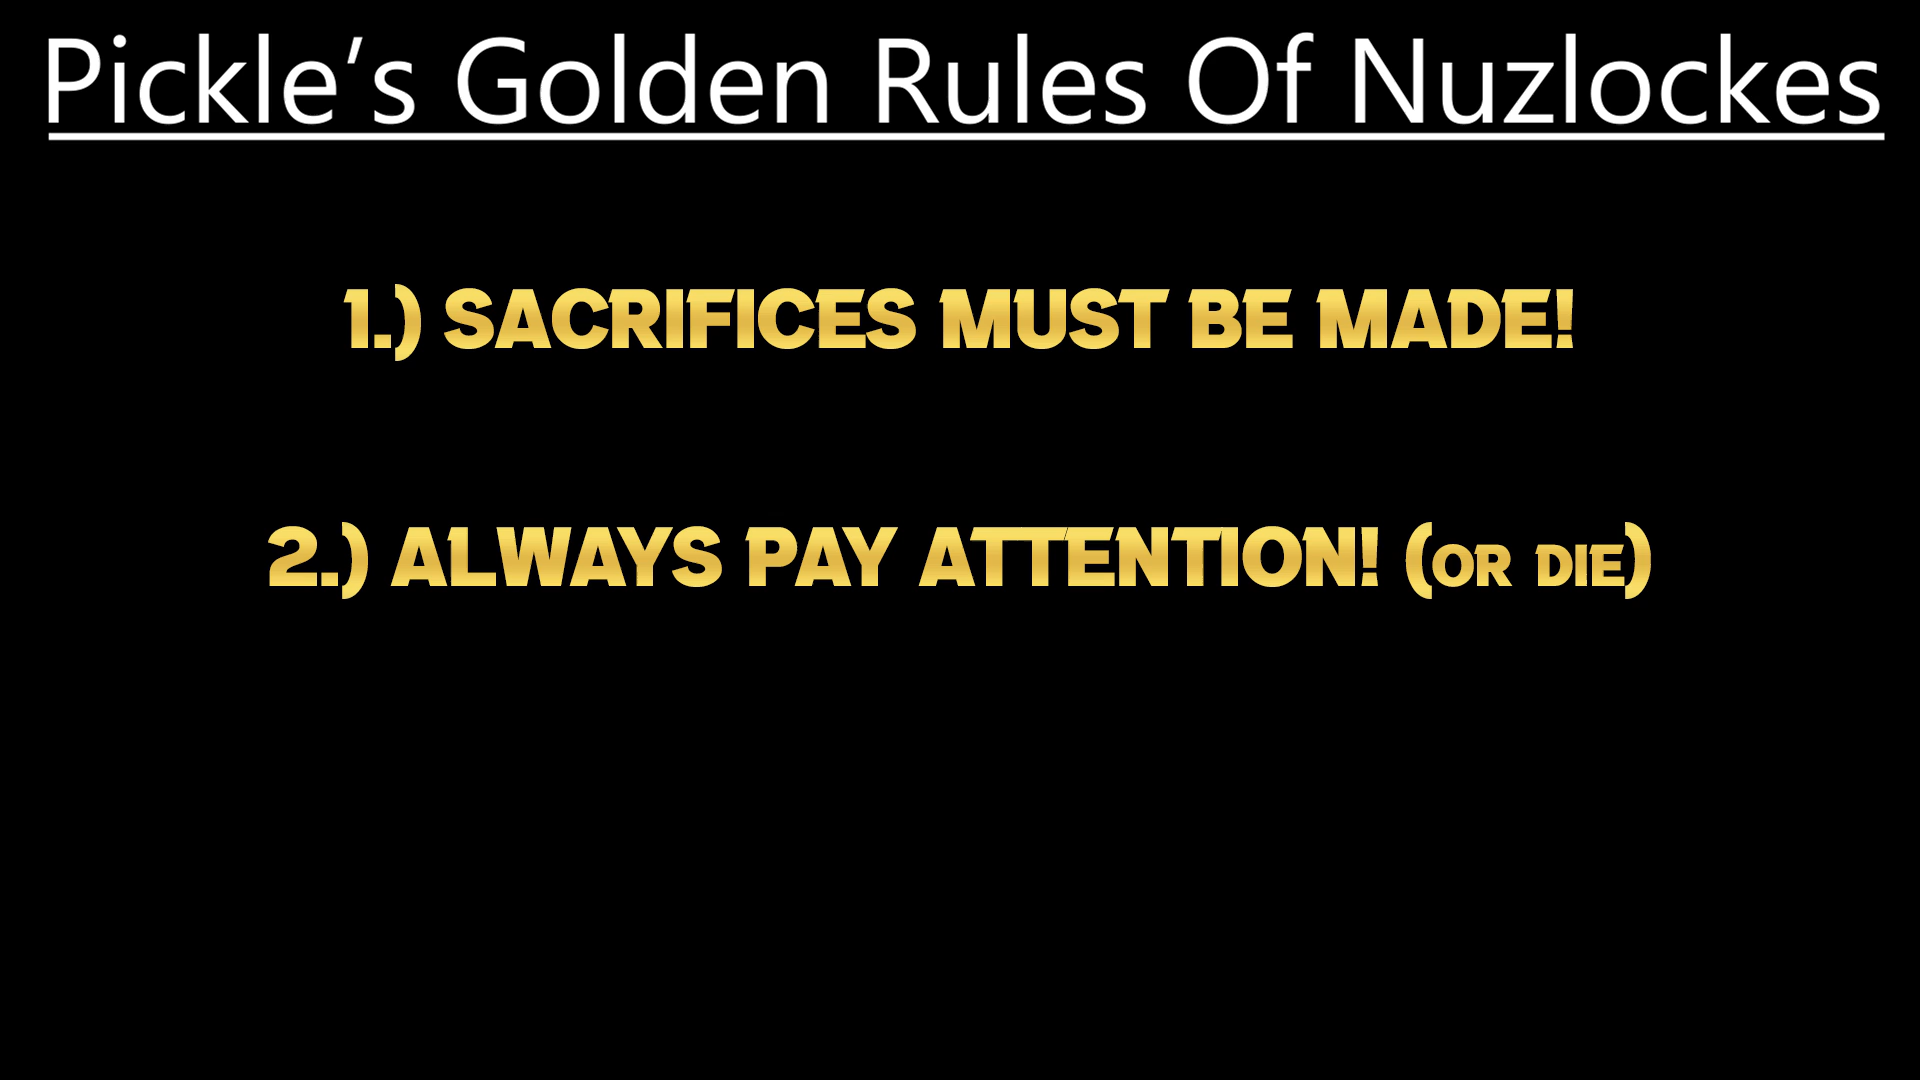 Pickle’s Golden Rules Of Nuzlockes
1.) SACRIFICES MUST BE MADE!
2.) ALWAYS PAY ATTENTION! (OR DIE)